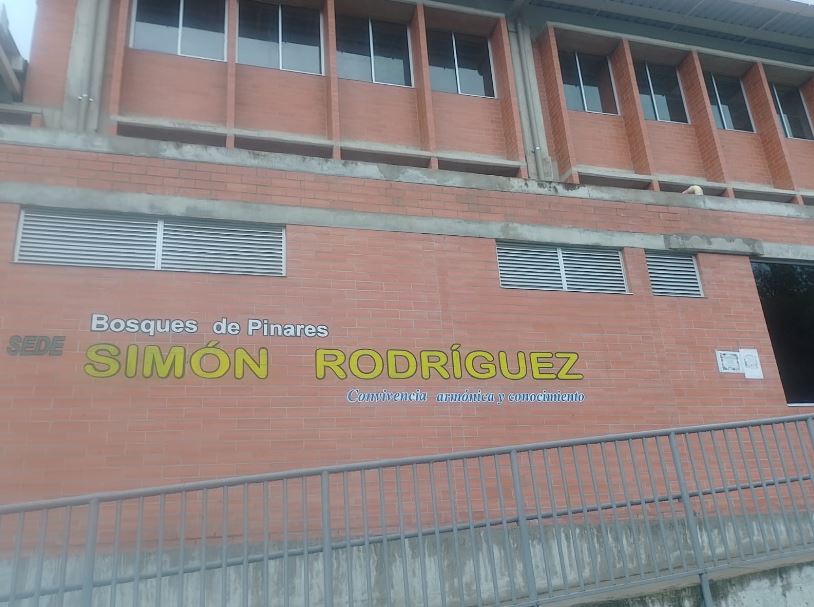 Bosques de Pinares
SEDE SIMÓN RODRÍGUEZ
Convivencia armónica y conocimiento